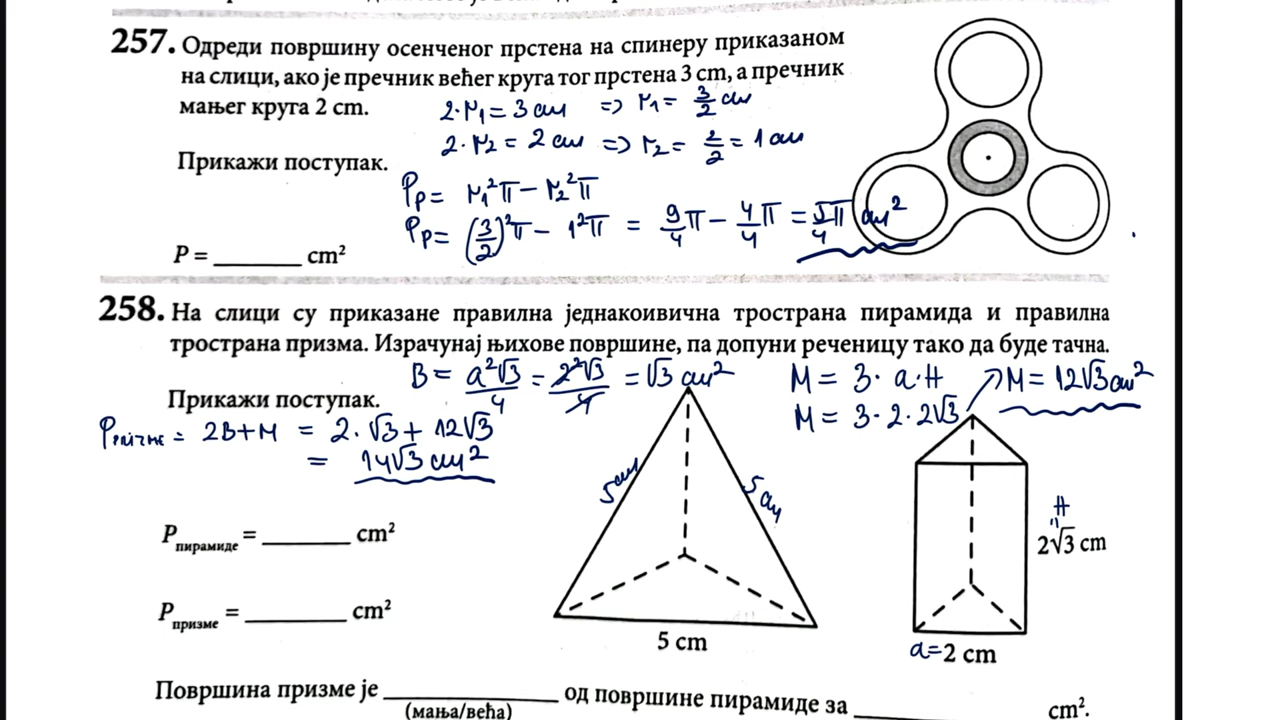 257. Одреди површину осенченог прстена на спинеру приказаном
на слици, ако је пречник већег круга тог прстена 3 cm, а пречник
мањег круга 2 cm.
2·r₁ = 3 cm => r₁ = 3/2 cm
2·r₂ = 2 cm => r₂ = 2/2 = 1 cm
Прикажи поступак.
Pp = r₁²π − r₂²π
Pp = (3/2)²π − 1²π = 9/4 π − 4/4 π = 5π/4 cm²
P = ________ cm²
258. На слици су приказане правилна једнакоивична тространа пирамида и правилна
тространа призма. Израчунај њихове површине, па допуни реченицу тако да буде тачна.
B = a²√3/4 = 2²√3/4 = √3 cm²
M = 3·a·H
M = 12√3 cm²
Прикажи поступак.
M = 3·2·2√3
Pпризме = 2B+M = 2·√3 + 12√3
= 14√3 cm²
5 cm
5 cm
H
"
2√3 cm
Pпирамиде = ________ cm²
Pпризме = _________ cm²
5 cm
a=2 cm
Површина призме је ________________ од површине пирамиде за ________________ cm².
(мања/већа)